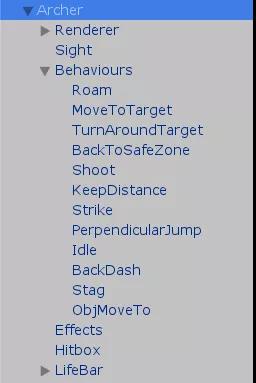 Archer
Renderer
Sight
Behaviours
Roam
MoveToTarget
TurnAroundTarget
BackToSafeZone
Shoot
KeepDistance
Strike
PerpendicularJump
Idle
BackDash
Stag
ObjMoveTo
Effects
Hitbox
LifeBar